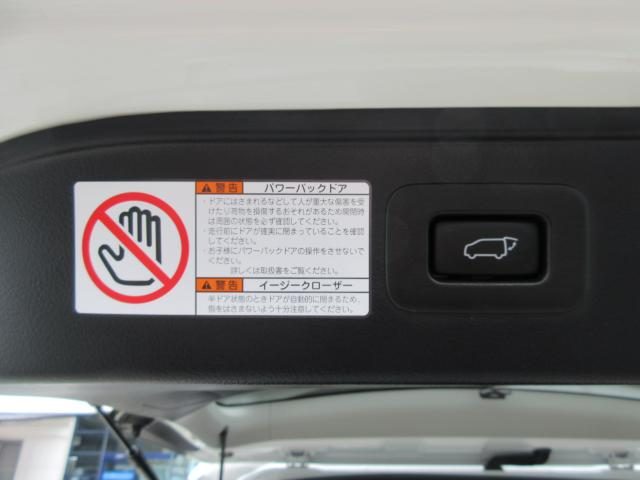 警告 パワーバックドア
・ドアにはさまれるなどして人が重大な傷害を受
けたり荷物を損傷するおそれがあるため開閉時
は周囲の状態を必ず確認してください。
・走行前にドアが確実に閉まっていることを確認
してください。
・お子様にパワーバックドアの操作をさせないで
ください。
詳しくは取扱書をご覧ください。
警告 イージークローザー
半ドア状態のときドアが自動的に閉まるため、
指をはさまないよう十分注意してください。